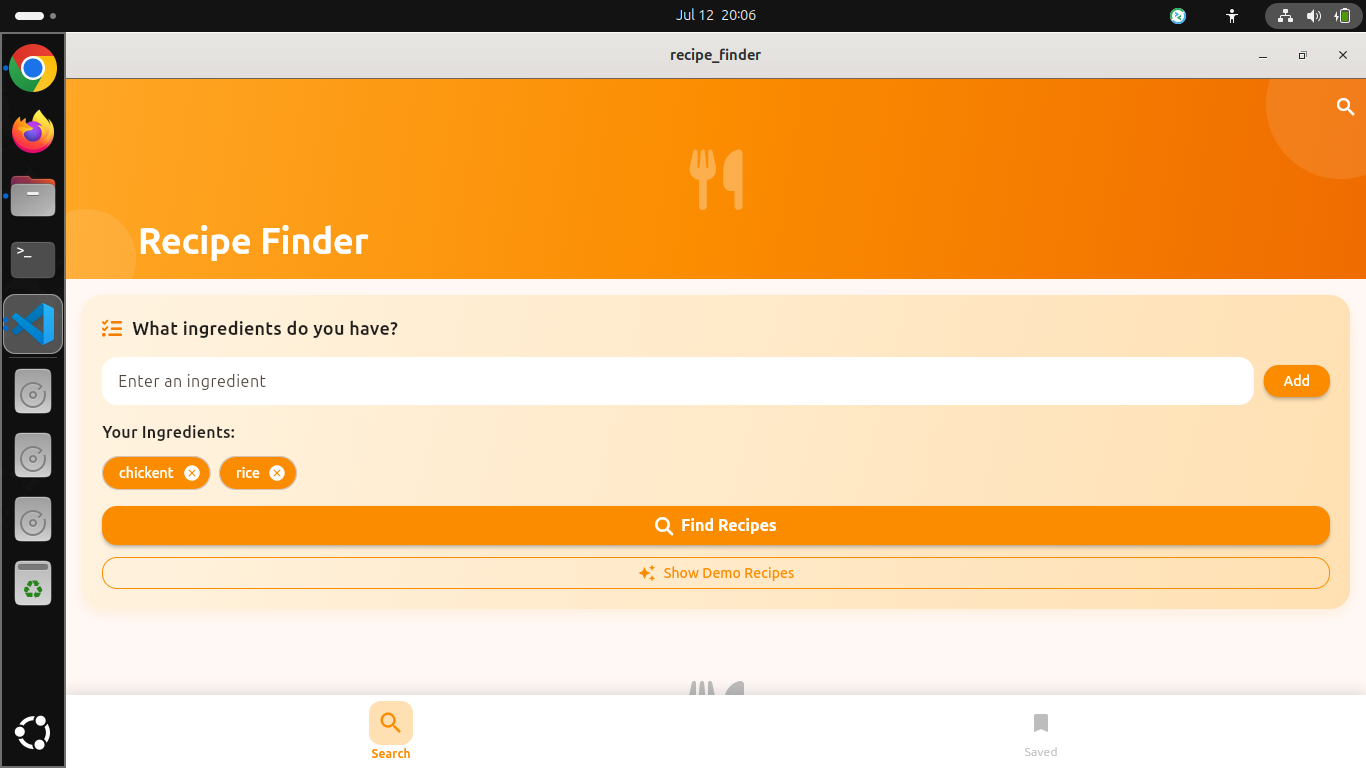 Jul 12 20:06
recipe_finder
Recipe Finder
What ingredients do you have?
Enter an ingredient
Add
Your Ingredients:
chickent rice
Find Recipes
Show Demo Recipes
Search
Saved